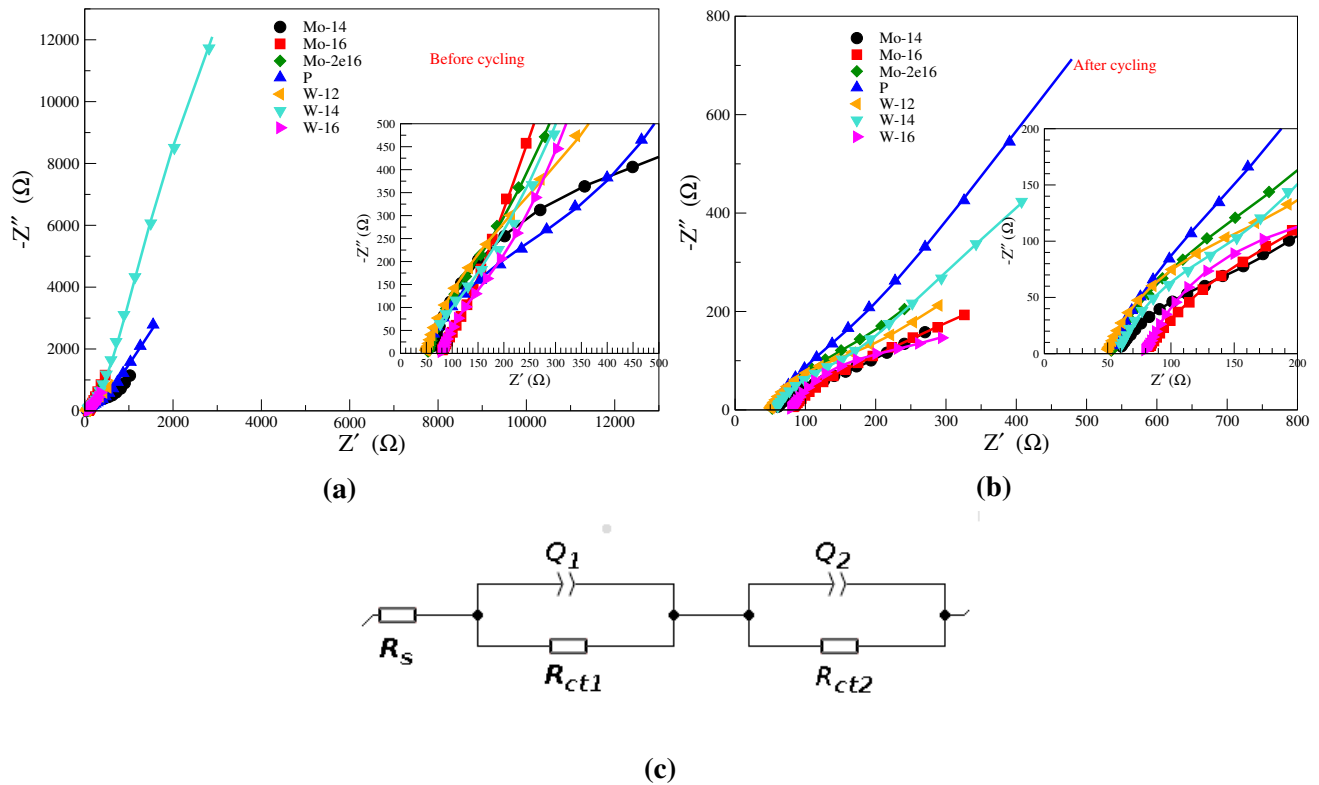 12000
10000
8000
6000
4000
2000
0
-Z″ (Ω)
Mo-14
Mo-16
Mo-2e16
P
W-12
W-14
W-16
Before cycling
500
450
400
350
300
250
200
150
100
50
0
-Z″ (Ω)
0 50 100 150 200 250 300 350 400 450 500
Z′ (Ω)
0 2000 4000 6000 8000 10000 12000
Z′ (Ω)
(a)
800
600
400
200
0
-Z″ (Ω)
Mo-14
Mo-16
Mo-2e16
P
W-12
W-14
W-16
After cycling
200
150
100
50
0
-Z″ (Ω)
0 50 100 150 200
Z′ (Ω)
0 100 200 300 400 500 600 700 800
Z′ (Ω)
(b)
Q1 Q2
Rs Rct1 Rct2
(c)